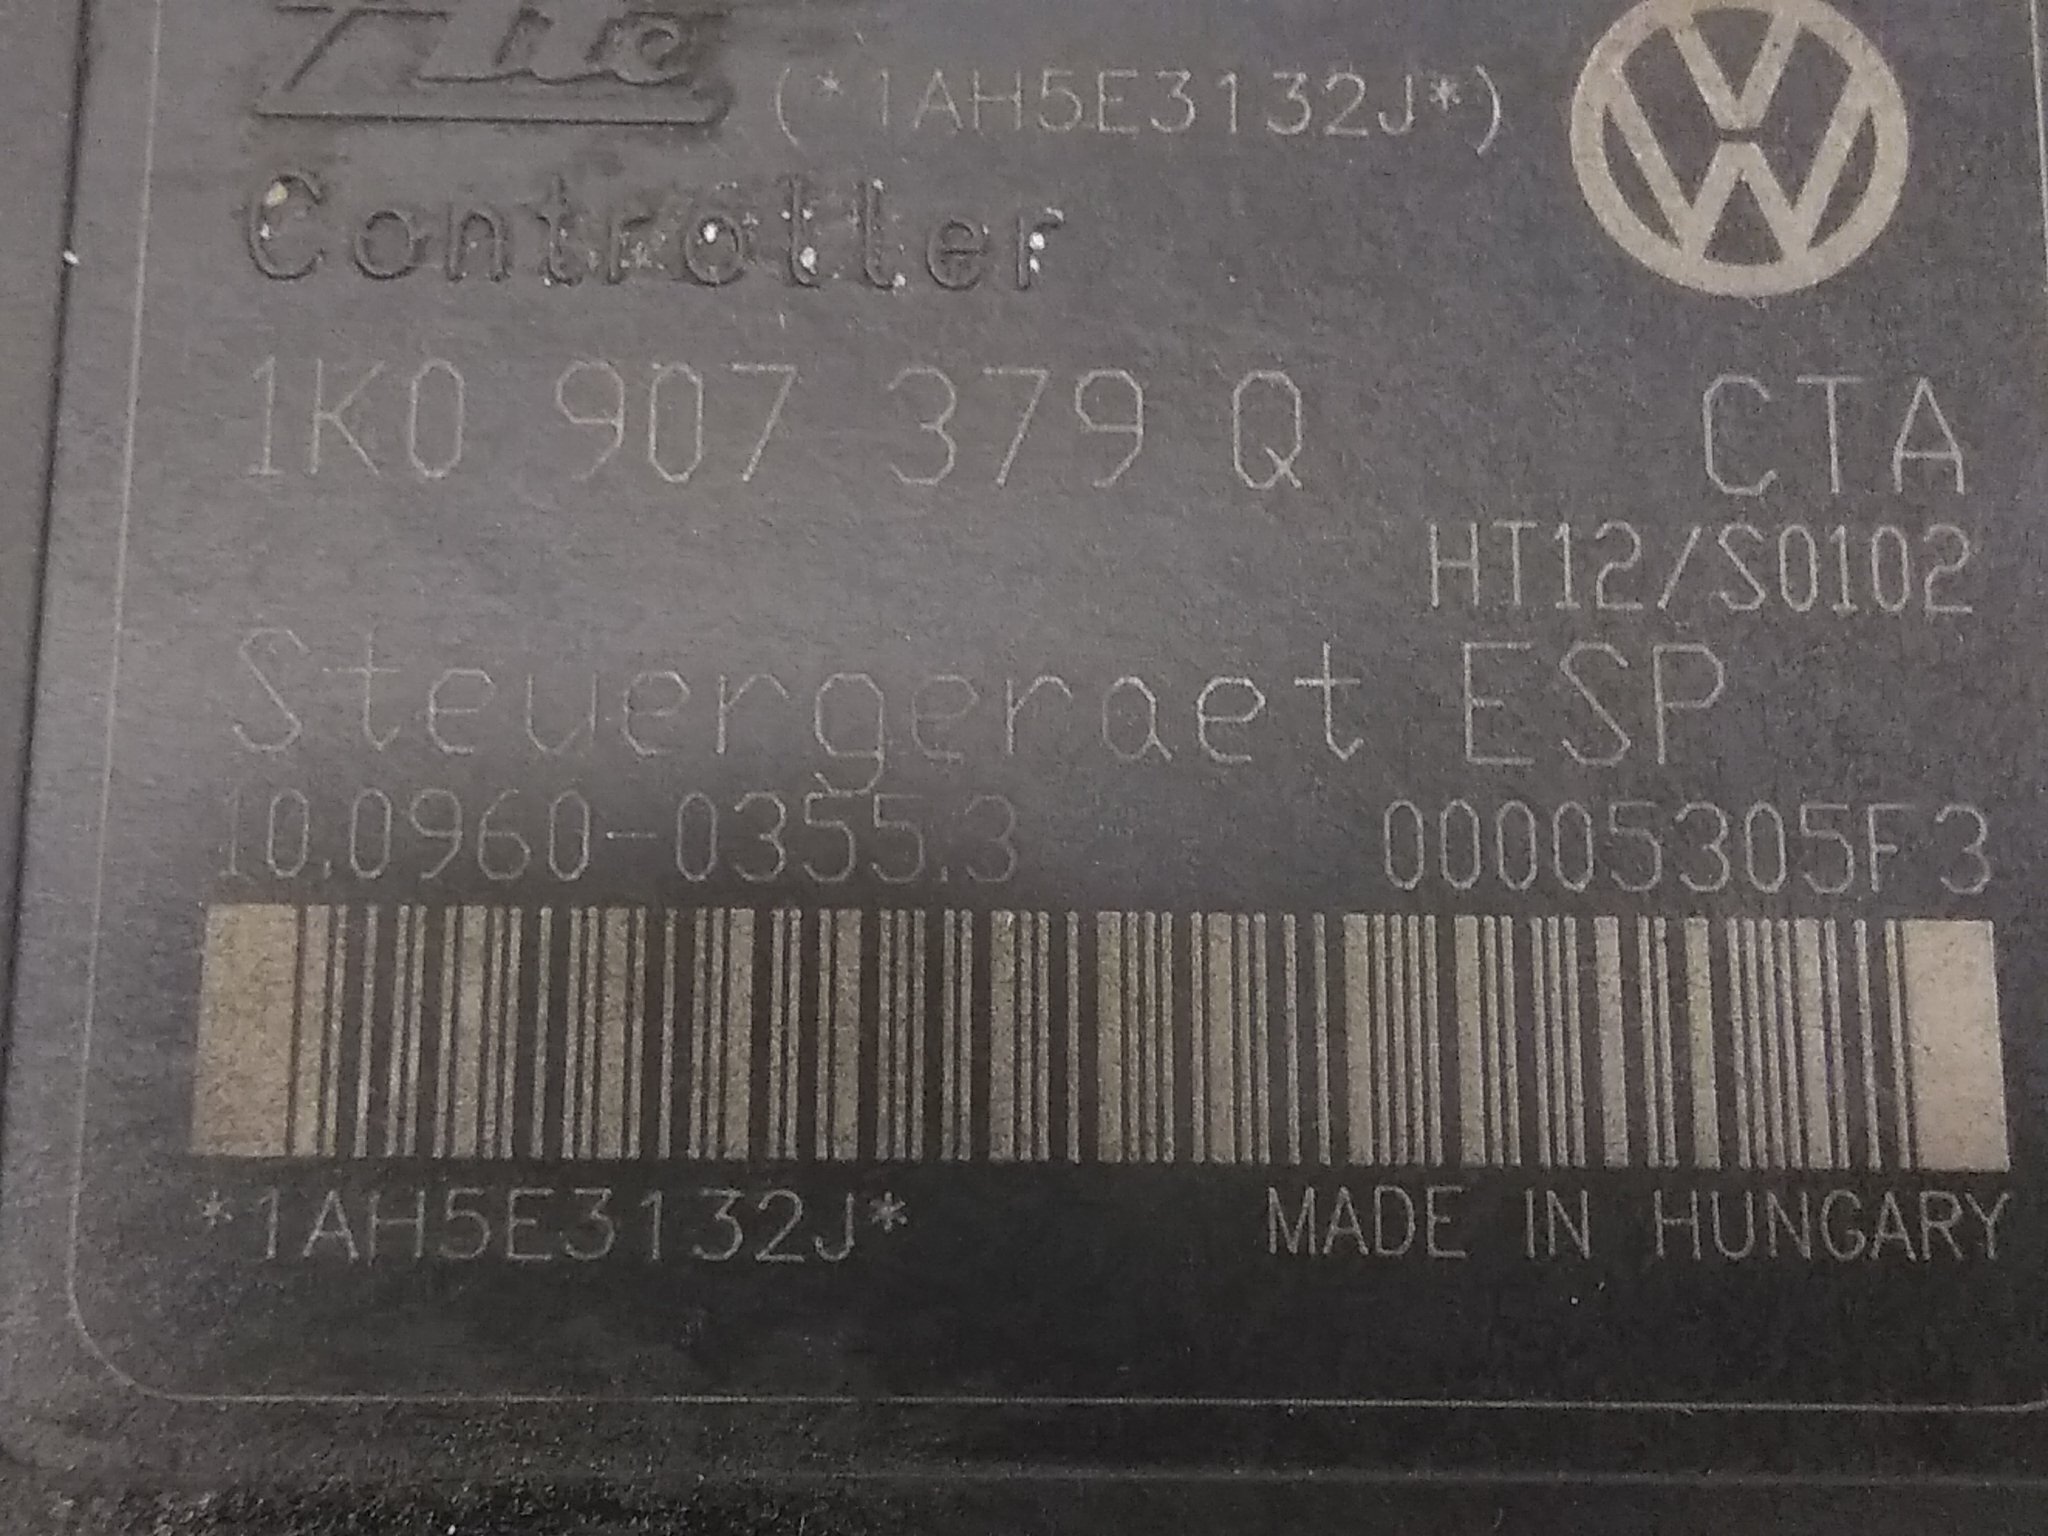 (*1AH5E3132J*)
Controller
1K0 907 379 Q CTA
HT12/S0102
Steuergeraet ESP
10.0960-0355.3 00005305F3
*1AH5E3132J* MADE IN HUNGARY